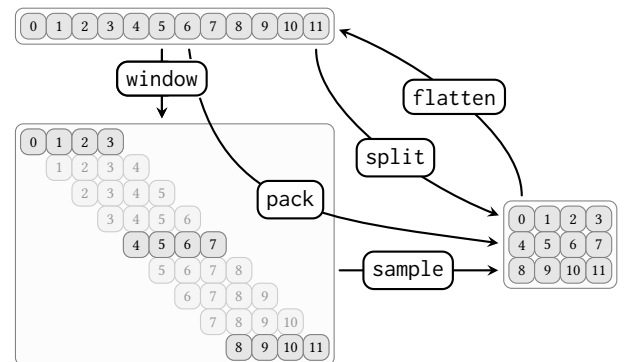 0 1 2 3 4 5 6 7 8 9 10 11
window
flatten
0 1 2 3
1 2 3 4
2 3 4 5
3 4 5 6
4 5 6 7
5 6 7 8
6 7 8 9
7 8 9 10
8 9 10 11
split
pack
sample
0 1 2 3
4 5 6 7
8 9 10 11